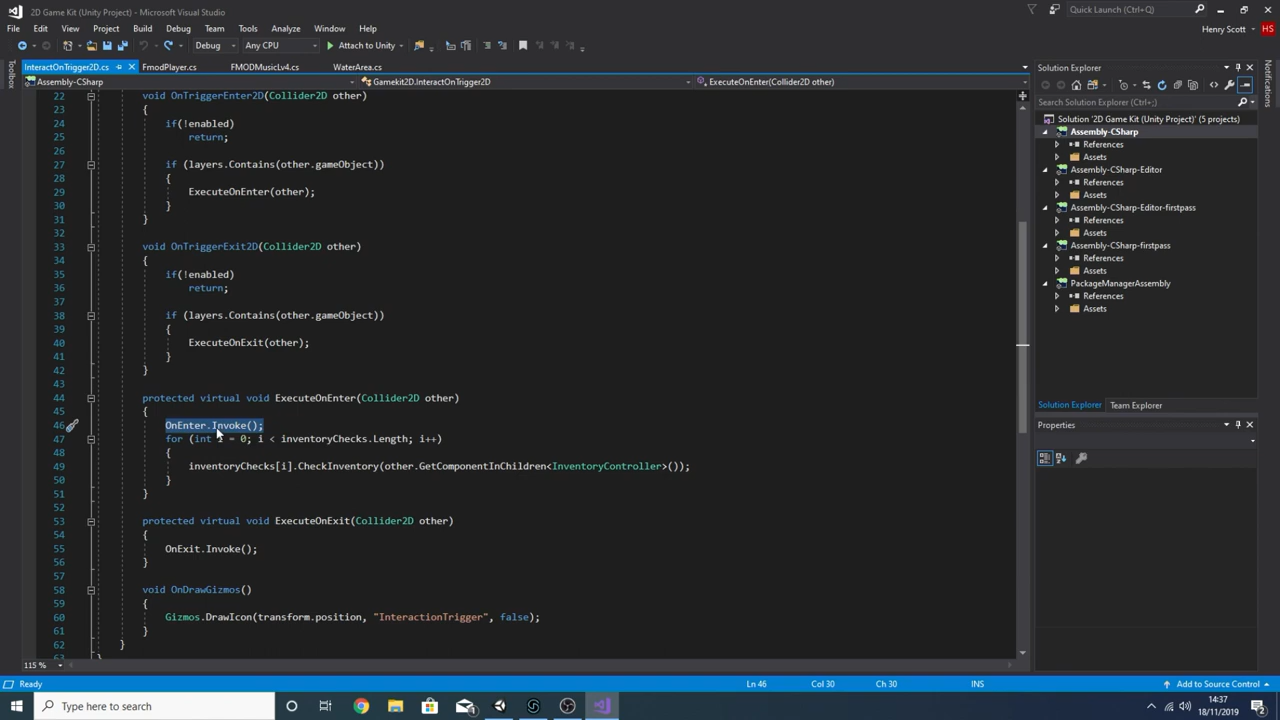 2D Game Kit (Unity Project) - Microsoft Visual Studio
Quick Launch (Ctrl+Q)
File Edit View Project Build Debug Team Tools Analyze Window Help
Henry Scott HS
Debug Any CPU Attach to Unity
Toolbox
InteractOnTrigger2D.cs FmodPlayer.cs FMODMusicLv4.cs WaterArea.cs
Assembly-CSharp Gamekit2D.InteractOnTrigger2D ExecuteOnEnter(Collider2D other)
22 void OnTriggerEnter2D(Collider2D other)
23 {
24 if(!enabled)
25 return;
26
27 if (layers.Contains(other.gameObject))
28 {
29 ExecuteOnEnter(other);
30 }
31 }
32
33 void OnTriggerExit2D(Collider2D other)
34 {
35 if(!enabled)
36 return;
37
38 if (layers.Contains(other.gameObject))
39 {
40 ExecuteOnExit(other);
41 }
42 }
43
44 protected virtual void ExecuteOnEnter(Collider2D other)
45 {
46 OnEnter.Invoke();
47 for (int i = 0; i < inventoryChecks.Length; i++)
48 {
49 inventoryChecks[i].CheckInventory(other.GetComponentInChildren<InventoryController>());
50 }
51 }
52
53 protected virtual void ExecuteOnExit(Collider2D other)
54 {
55 OnExit.Invoke();
56 }
57
58 void OnDrawGizmos()
59 {
60 Gizmos.DrawIcon(transform.position, "InteractionTrigger", false);
61 }
62 }
63 }
115 %
Solution Explorer
Search Solution Explorer (Ctrl+;)
Solution '2D Game Kit (Unity Project)' (5 projects)
Assembly-CSharp
References
Assets
Assembly-CSharp-Editor
References
Assets
Assembly-CSharp-Editor-firstpass
References
Assets
Assembly-CSharp-firstpass
References
Assets
PackageManagerAssembly
References
Assets
Solution Explorer Team Explorer
Properties
Notifications
Ready Ln 46 Col 30 Ch 30 INS Add to Source Control
Type here to search
14:37
18/11/2019
2